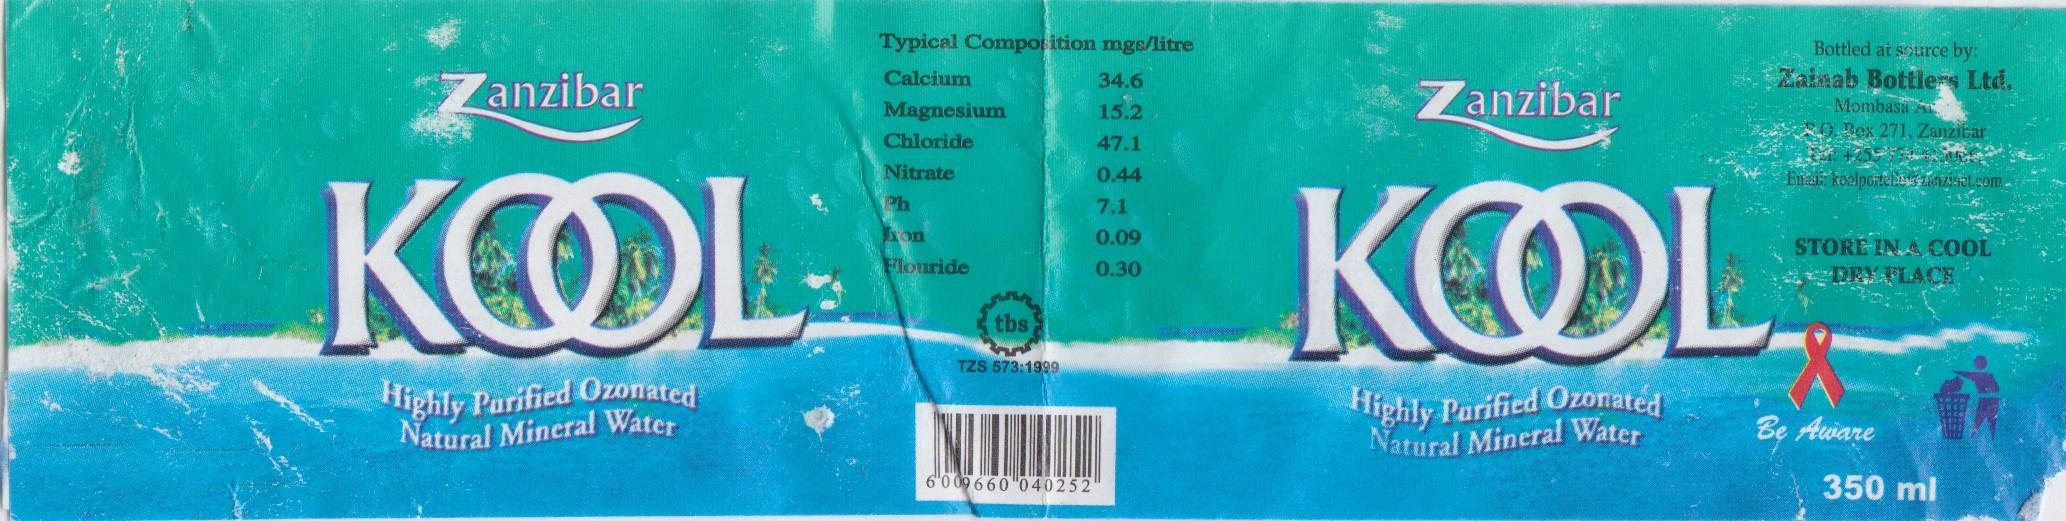 Zanzibar
KOOL
Highly Purified Ozonated
Natural Mineral Water
Typical Composition mgs/litre
Calcium 34.6
Magnesium 15.2
Chloride 47.1
Nitrate 0.44
Ph 7.1
Iron 0.09
Flouride 0.30
tbs
TZS 573:1999
6 009660 040252
Zanzibar
KOOL
Highly Purified Ozonated
Natural Mineral Water
Bottled at source by:
Zainab Bottlers Ltd.
Mombasa
P.O. Box 271, Zanzibar
Tel: +255
Email:
STORE IN A COOL
DRY PLACE
Be Aware
350 ml